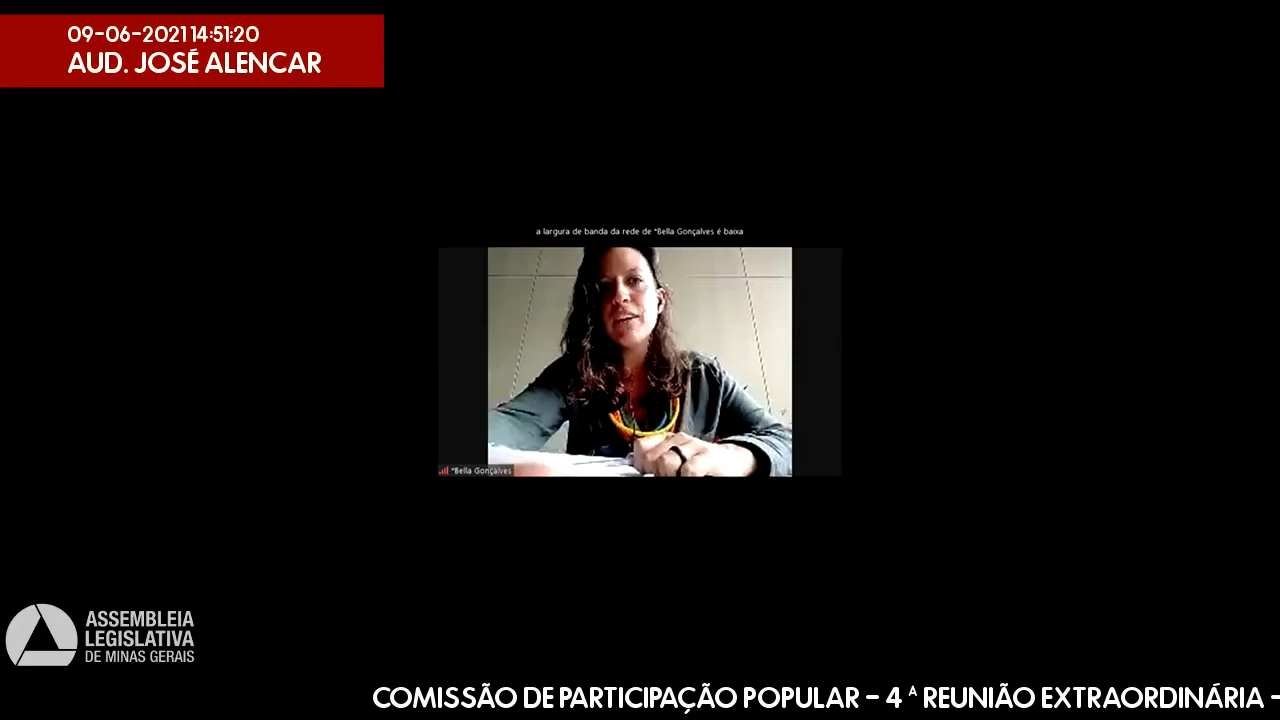 09-06-2021 14:51:20
AUD. JOSÉ ALENCAR
a largura de banda da rede de *Bella Gonçalves é baixa
*Bella Gonçalves
ASSEMBLEIA
LEGISLATIVA
DE MINAS GERAIS
COMISSÃO DE PARTICIPAÇÃO POPULAR - 4 ª REUNIÃO EXTRAORDINÁRIA -